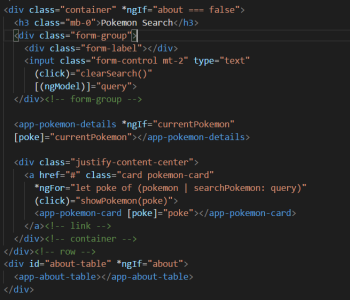 <div class="container" *ngIf="about === false">
<h3 class="mb-0">Pokemon Search</h3>
<div class="form-group">
<div class="form-label"></div>
<input class="form-control mt-2" type="text"
(click)="clearSearch()"
[(ngModel)]="query">
</div><!-- form-group -->
<app-pokemon-details *ngIf="currentPokemon"
[poke]="currentPokemon"></app-pokemon-details>
<div class="justify-content-center">
<a href="#" class="card pokemon-card"
*ngFor="let poke of (pokemon | searchPokemon: query)"
(click)="showPokemon(poke)">
<app-pokemon-card [poke]="poke"></app-pokemon-card>
</a><!-- link -->
</div><!-- container -->
</div><!-- row -->
<div id="about-table" *ngIf="about">
<app-about-table></app-about-table>
</div>